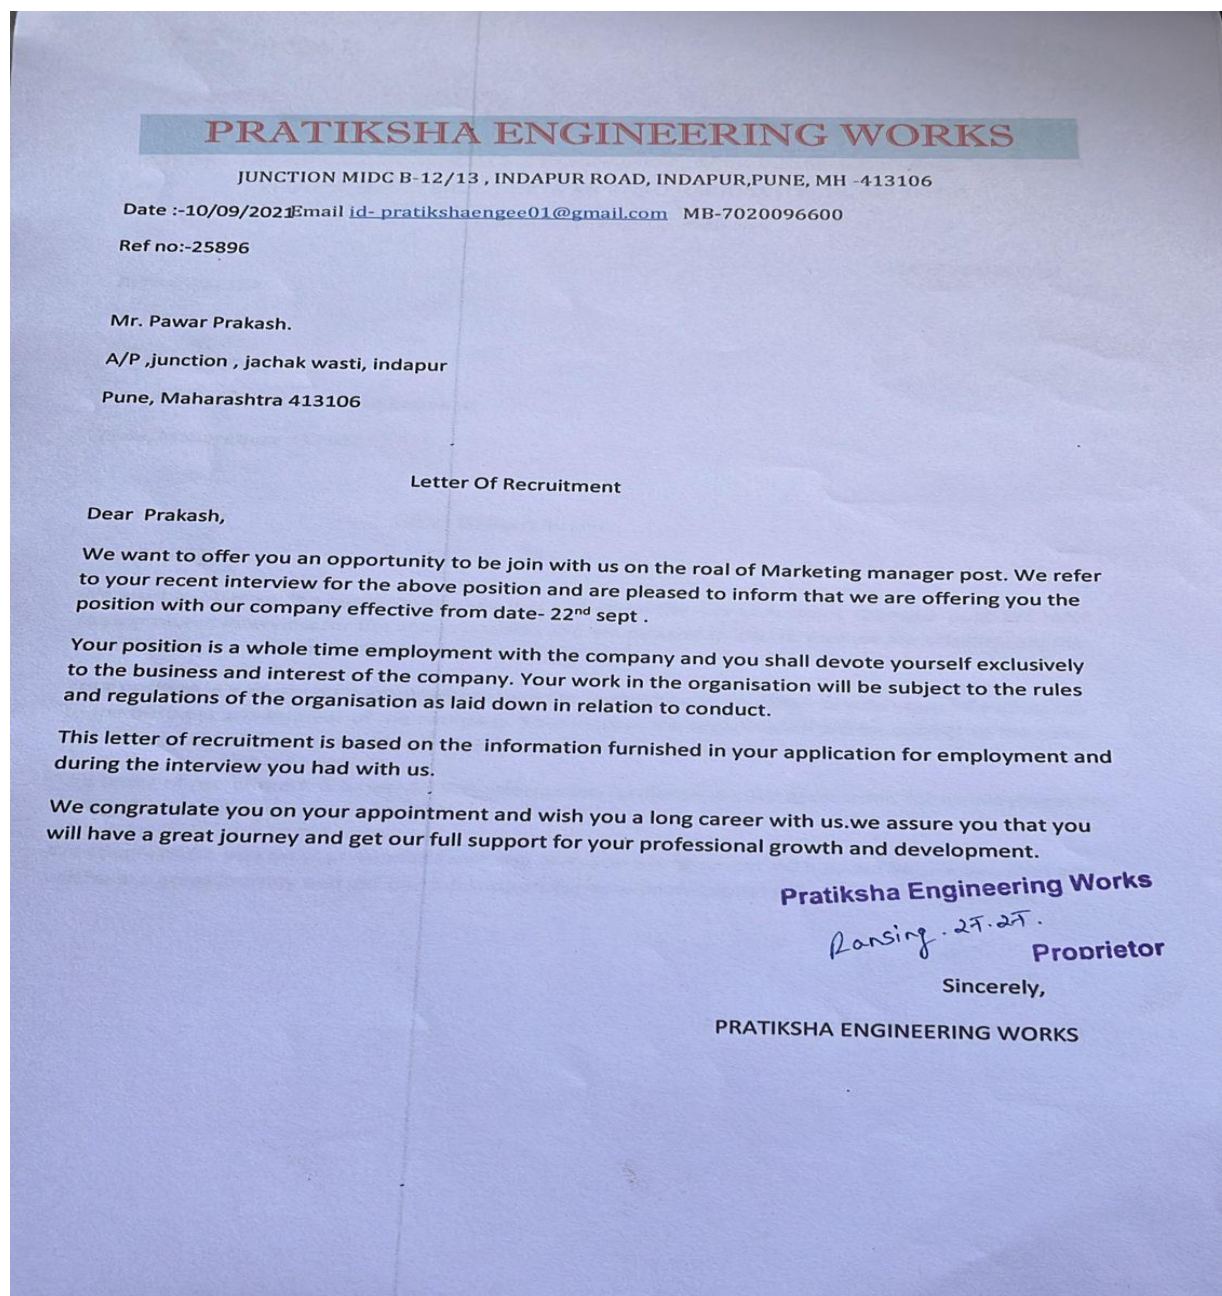 PRATIKSHA ENGINEERING WORKS
JUNCTION MIDC B-12/13 , INDAPUR ROAD, INDAPUR,PUNE, MH -413106
Date :-10/09/2021Email id- pratikshaengee01@gmail.com MB-7020096600
Ref no:-25896
Mr. Pawar Prakash.
A/P ,junction , jachak wasti, indapur
Pune, Maharashtra 413106
Letter Of Recruitment
Dear Prakash,
We want to offer you an opportunity to be join with us on the roal of Marketing manager post. We refer
to your recent interview for the above position and are pleased to inform that we are offering you the
position with our company effective from date- 22nd sept .
Your position is a whole time employment with the company and you shall devote yourself exclusively
to the business and interest of the company. Your work in the organisation will be subject to the rules
and regulations of the organisation as laid down in relation to conduct.
This letter of recruitment is based on the information furnished in your application for employment and
during the interview you had with us.
We congratulate you on your appointment and wish you a long career with us.we assure you that you
will have a great journey and get our full support for your professional growth and development.
Pratiksha Engineering Works
Ransing.
Proprietor
Sincerely,
PRATIKSHA ENGINEERING WORKS